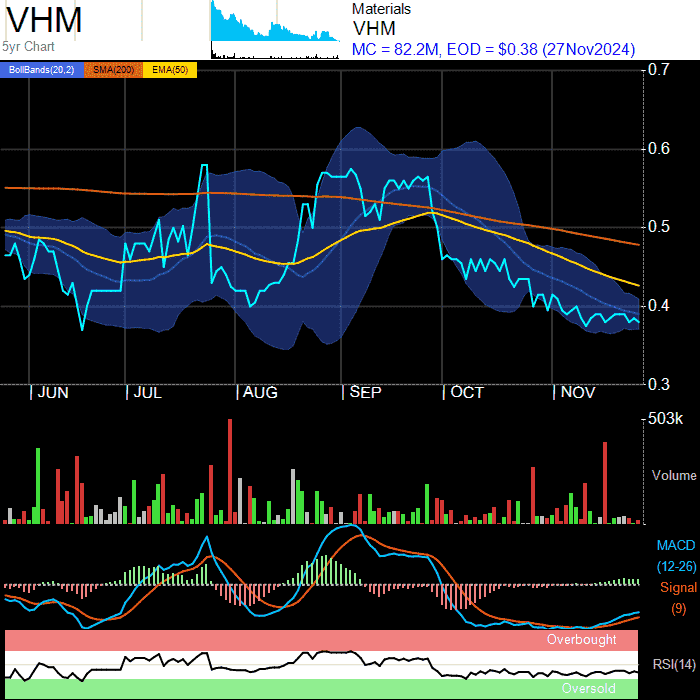 VHM
5yr Chart
Materials
VHM
MC = 82.2M, EOD = $0.38 (27Nov2024)
BollBands(20,2) SMA(200) EMA(50)
0.7
0.6
0.5
0.4
0.3
JUN JUL AUG SEP OCT NOV
503k
Volume
MACD
(12-26)
Signal
(9)
Overbought
RSI(14)
Oversold